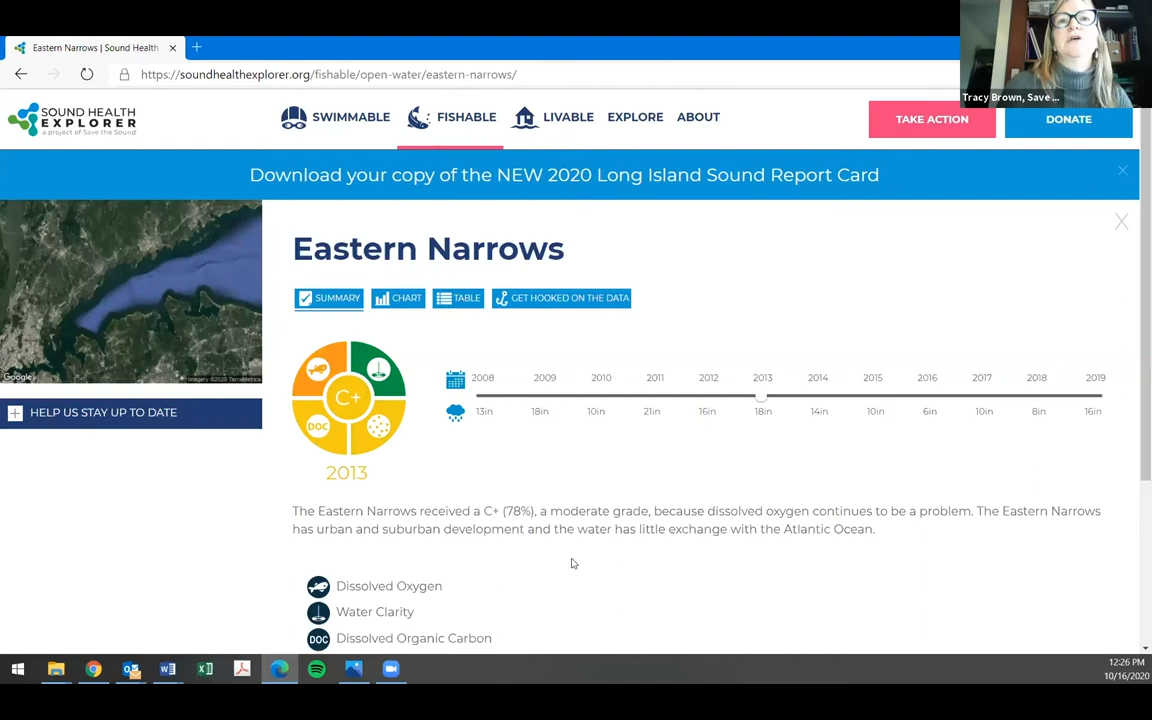 Eastern Narrows | Sound Health
https://soundhealthexplorer.org/fishable/open-water/eastern-narrows/
Tracy Brown, Save ...
SOUND HEALTH
EXPLORER
a project of Save the Sound
SWIMMABLE
FISHABLE
LIVABLE
EXPLORE
ABOUT
TAKE ACTION
DONATE
Download your copy of the NEW 2020 Long Island Sound Report Card
Eastern Narrows
SUMMARY
CHART
TABLE
GET HOOKED ON THE DATA
Google
Imagery ©2020 TerraMetrics
HELP US STAY UP TO DATE
C+
DOC
2013
2008 2009 2010 2011 2012 2013 2014 2015 2016 2017 2018 2019
13in 18in 10in 21in 16in 18in 14in 10in 6in 10in 8in 16in
The Eastern Narrows received a C+ (78%), a moderate grade, because dissolved oxygen continues to be a problem. The Eastern Narrows
has urban and suburban development and the water has little exchange with the Atlantic Ocean.
Dissolved Oxygen
Water Clarity
DOC Dissolved Organic Carbon
12:26 PM
10/16/2020